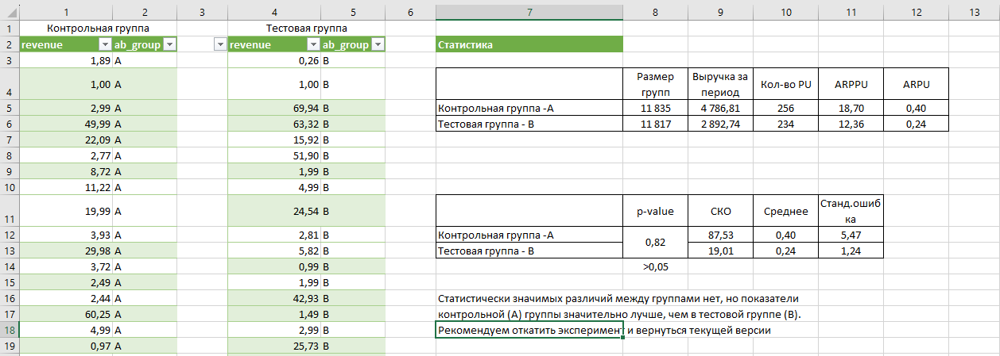 1 2 3 4 5 6 7 8 9 10 11 12 13
1 Контрольная группа Тестовая группа
2 revenue ab_group revenue ab_group Статистика
3 1,89 A 0,26 B
4 1,00 A 1,00 B Размер групп Выручка за период Кол-во PU ARPPU ARPU
5 2,99 A 69,94 B Контрольная группа -А 11 835 4 786,81 256 18,70 0,40
6 49,99 A 63,32 B Тестовая группа - В 11 817 2 892,74 234 12,36 0,24
7 22,09 A 15,92 B
8 2,77 A 51,90 B
9 8,72 A 1,99 B
10 11,22 A 4,99 B
11 19,99 A 24,54 B p-value СКО Среднее Станд.ошибка
12 3,93 A 2,81 B Контрольная группа -А 0,82 87,53 0,40 5,47
13 29,98 A 5,82 B Тестовая группа - В 19,01 0,24 1,24
14 3,72 A 0,99 B >0,05
15 2,49 A 1,99 B
16 2,44 A 42,93 B Статистически значимых различий между группами нет, но показатели
17 60,25 A 1,49 B контрольной (А) группы значительно лучше, чем в тестовой группе (В).
18 4,99 A 2,99 B Рекомендуем откатить эксперимент и вернуться текущей версии
19 0,97 A 25,73 B